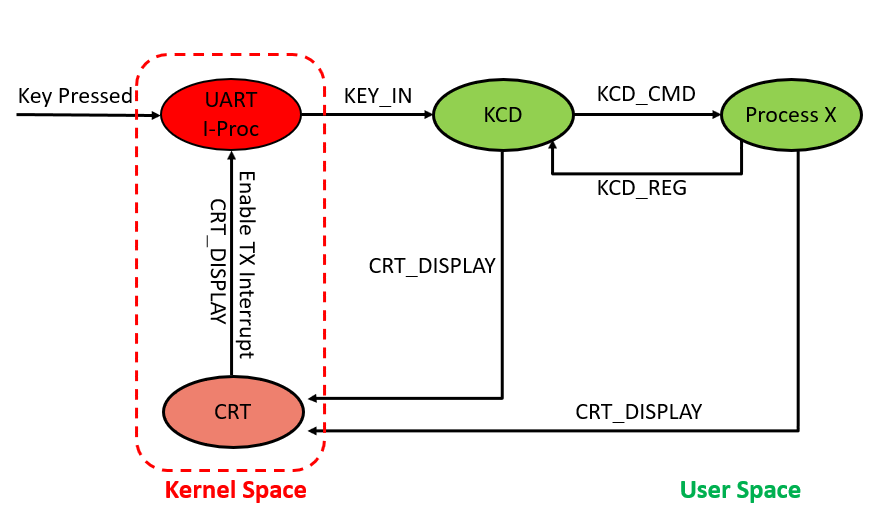 Key Pressed
UART
I-Proc
KEY_IN
KCD
KCD_CMD
Process X
KCD_REG
Enable TX Interrupt
CRT_DISPLAY
CRT_DISPLAY
CRT
CRT_DISPLAY
Kernel Space
User Space